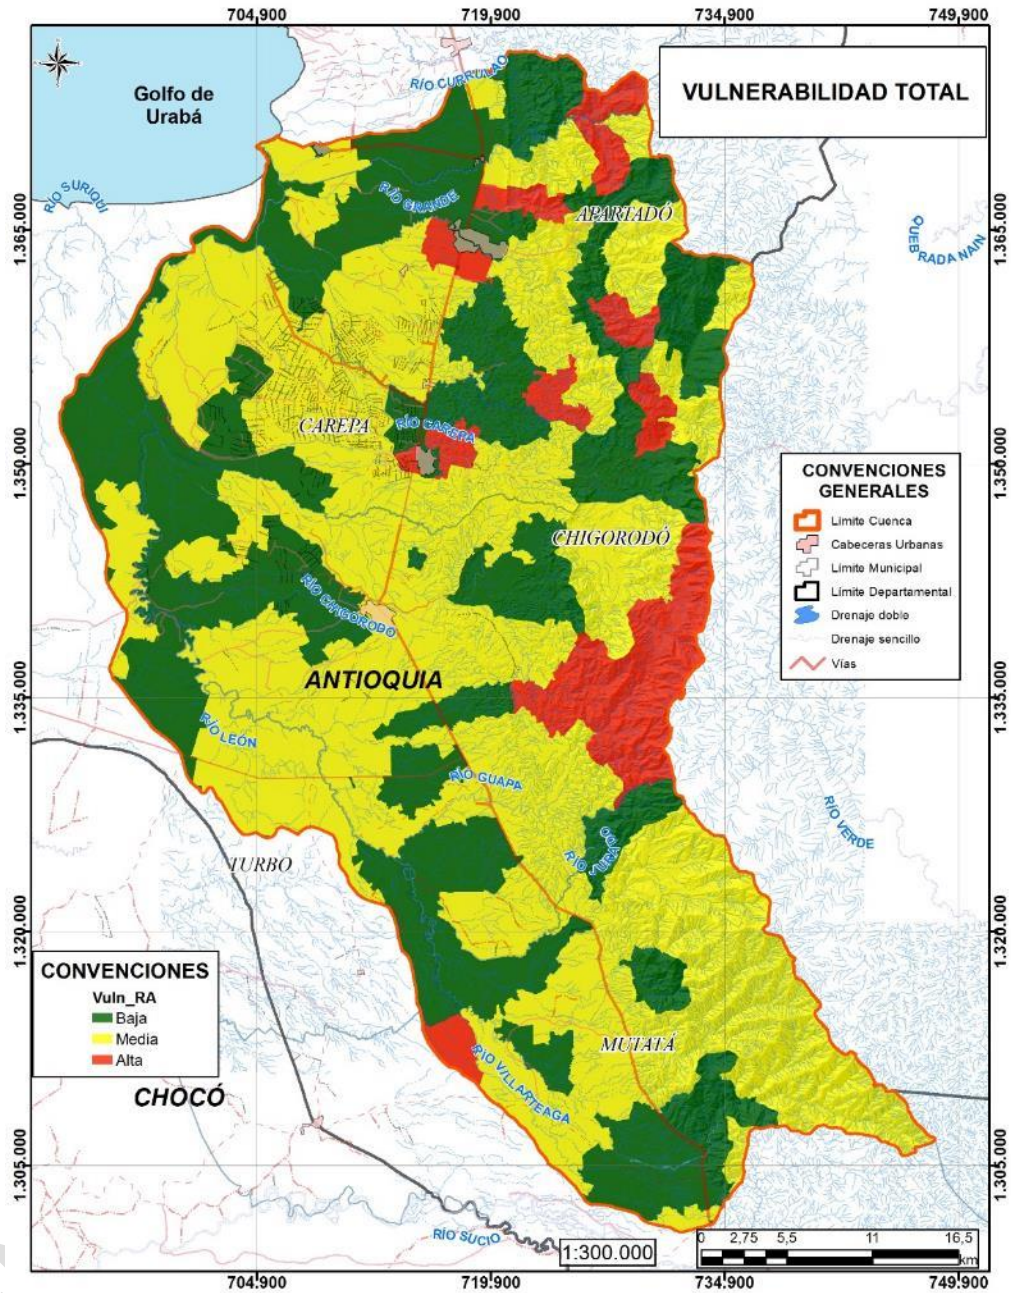 704,900 719,900 734,900 749,900
VULNERABILIDAD TOTAL
Golfo de
Urabá
RÍO CURRULAO
RÍO SURIQUI
RÍO GRANDE
APARTADÓ
QUEBRADA NAIN
1.365.000 1.365.000
CAREPA
RÍO CAREPA
1.350.000 1.350.000
CHIGORODÓ
RÍO CHIGORODO
ANTIOQUIA
CONVENCIONES
GENERALES
Límite Cuenca
Cabeceras Urbanas
Límite Municipal
Límite Departamental
Drenaje doble
Drenaje sencillo
Vías
1.335.000 1.335.000
RÍO LEÓN
RÍO GUAPA
RÍO VERDE
TURBO
1.320.000 1.320.000
CONVENCIONES
Vuln_RA
Baja
Media
Alta
MUTATÁ
RÍO VILLARTEAGA
CHOCÓ
1.305.000 1.305.000
RÍO SUCIO
1:300.000
0 2,75 5,5 11 16,5
km
704,900 719,900 734,900 749,900